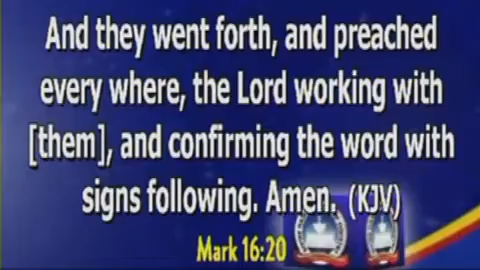 And they went forth, and preached
every where, the Lord working with
[them], and confirming the word with
signs following. Amen. (KJV)
Mark 16:20